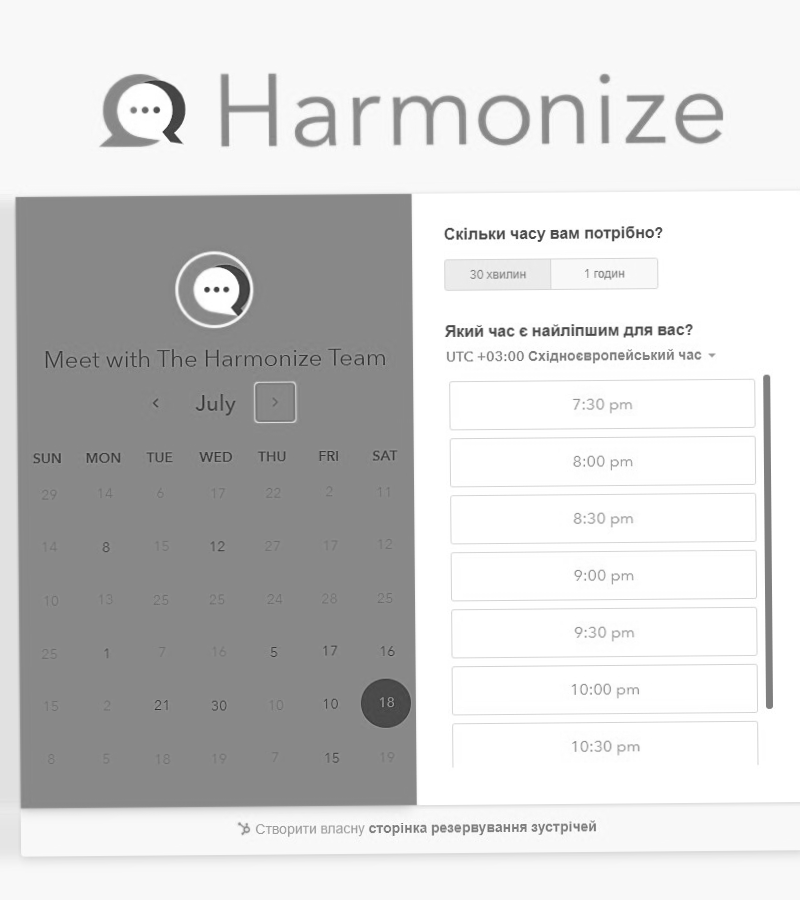 Harmonize
Meet with The Harmonize Team
July
SUN MON TUE WED THU FRI SAT
29 14 6 17 22 2 11
14 8 15 12 27 17 12
10 13 25 25 24 28 25
25 1 7 16 5 17 16
15 2 21 30 10 10 18
8 5 18 19 7 15 19
Скільки часу вам потрібно?
30 хвилин 1 годин
Який час є найліпшим для вас?
UTC +03:00 Східноєвропейський час
7:30 pm
8:00 pm
8:30 pm
9:00 pm
9:30 pm
10:00 pm
10:30 pm
Створити власну сторінка резервування зустрічей